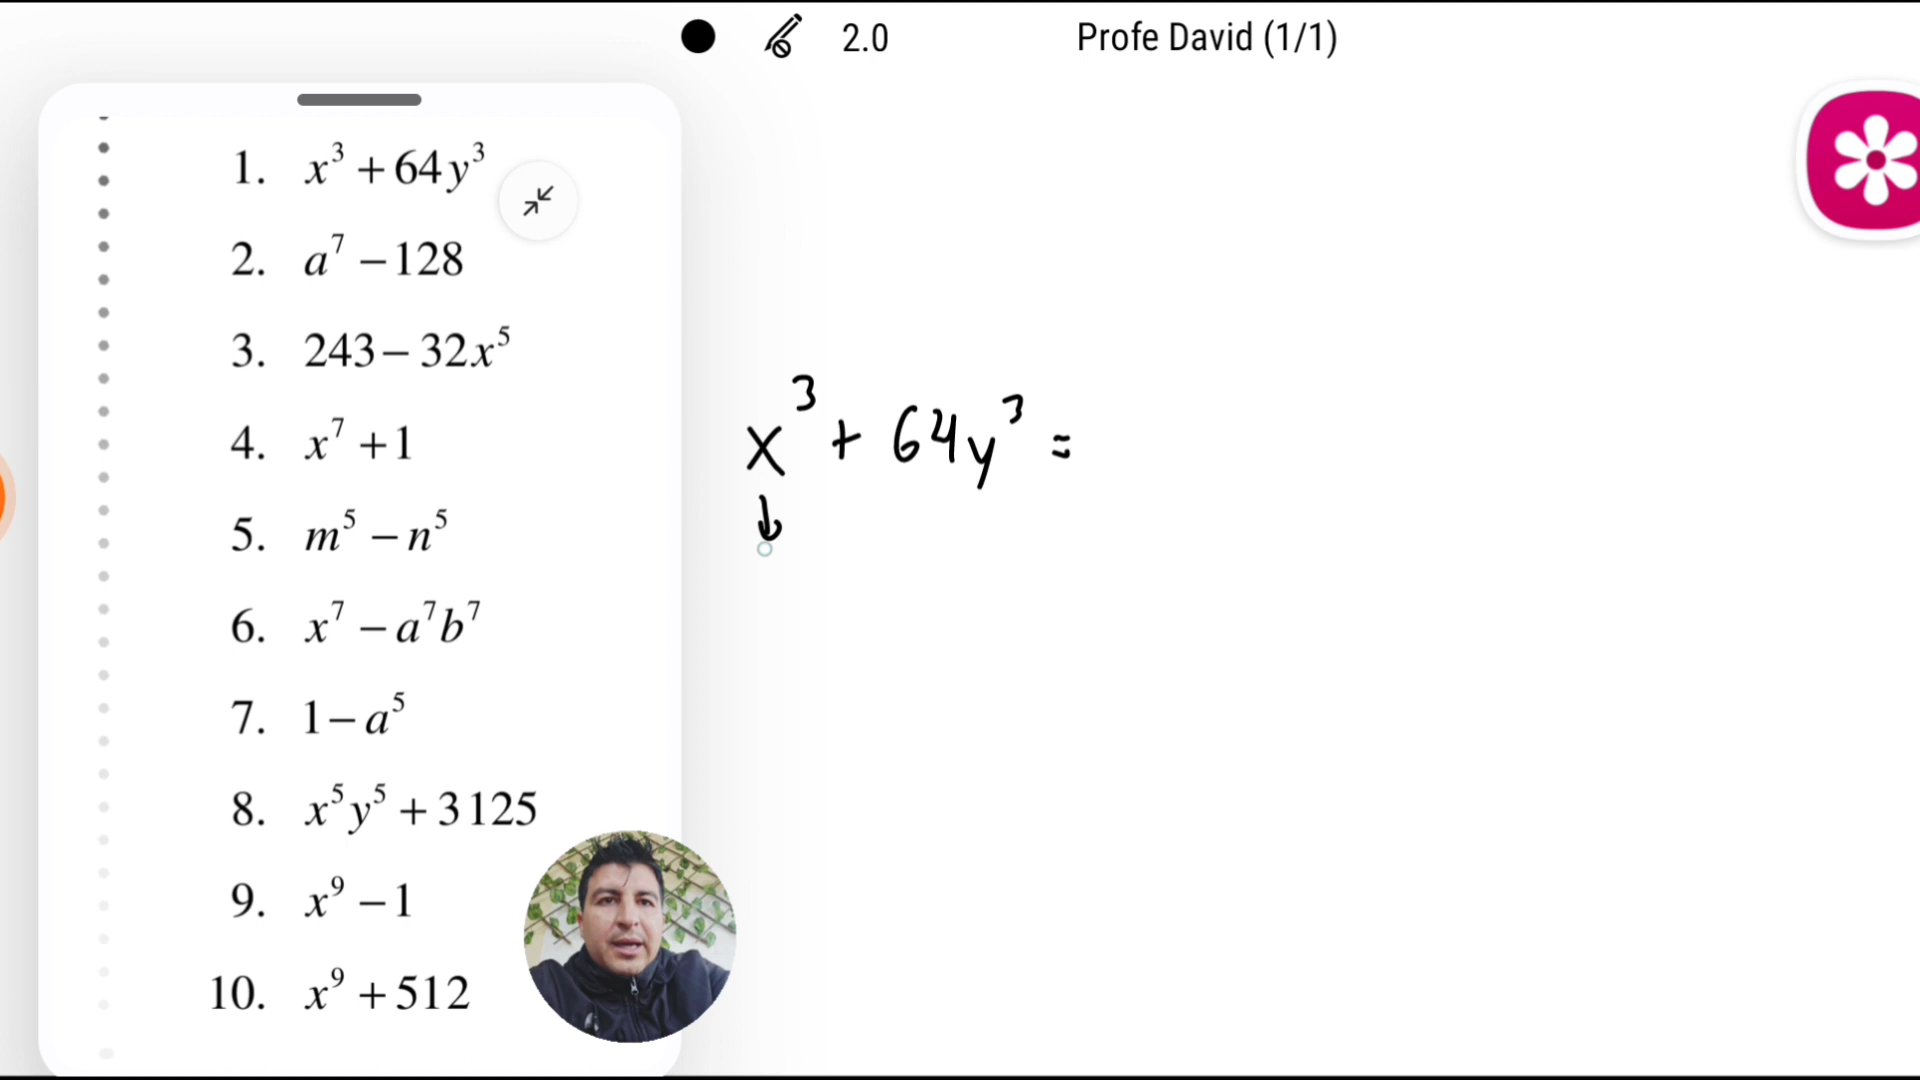 2.0 Profe David (1/1)
1. x³ + 64y³
2. a⁷ − 128
3. 243 − 32x⁵
4. x⁷ + 1
5. m⁵ − n⁵
6. x⁷ − a⁷b⁷
7. 1 − a⁵
8. x⁵y⁵ + 3125
9. x⁹ − 1
10. x⁹ + 512
x³ + 64y³ =